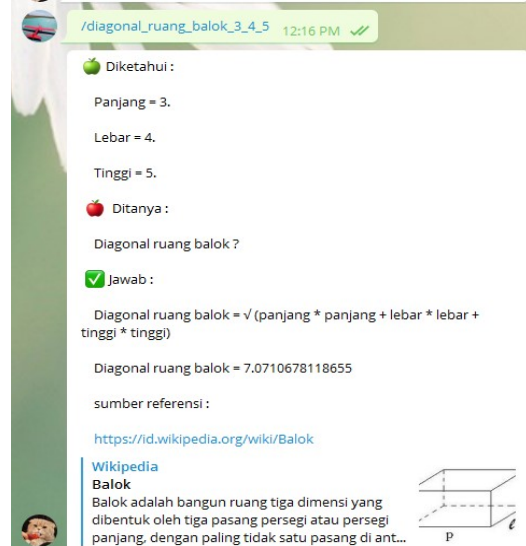 /diagonal_ruang_balok_3_4_5 12:16 PM
🍏 Diketahui :
Panjang = 3.
Lebar = 4.
Tinggi = 5.
🍎 Ditanya :
Diagonal ruang balok ?
✅ Jawab :
Diagonal ruang balok = √ (panjang * panjang + lebar * lebar +
tinggi * tinggi)
Diagonal ruang balok = 7.0710678118655
sumber referensi :
https://id.wikipedia.org/wiki/Balok
Wikipedia
Balok
Balok adalah bangun ruang tiga dimensi yang
dibentuk oleh tiga pasang persegi atau persegi
panjang, dengan paling tidak satu pasang di ant...
P
ℓ